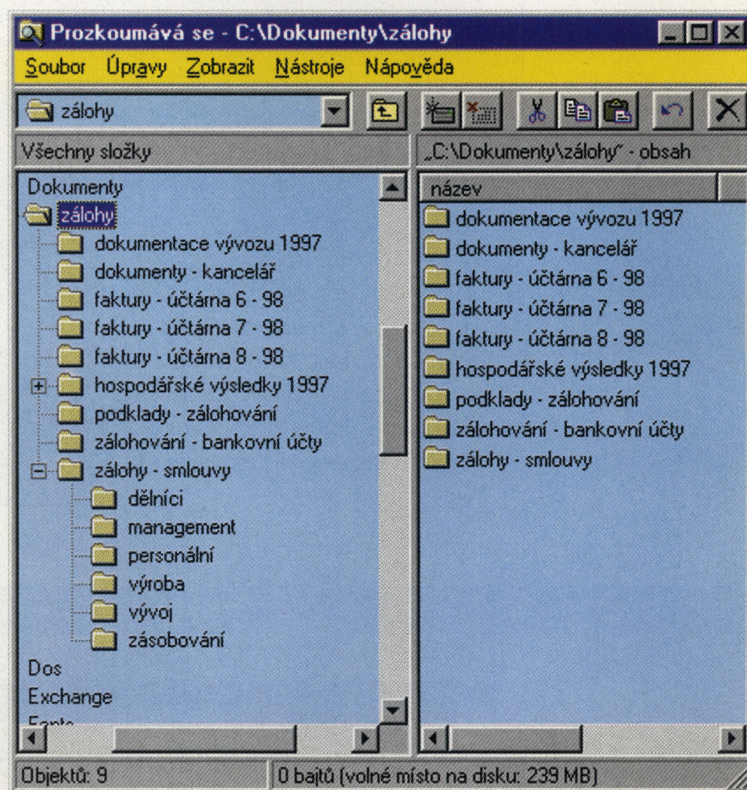 Prozkoumává se - C:\Dokumenty\zálohy
Soubor Úpravy Zobrazit Nástroje Nápověda
zálohy
Všechny složky
„C:\Dokumenty\zálohy“ - obsah
Dokumenty
zálohy
dokumentace vývozu 1997
dokumenty - kancelář
faktury - účtárna 6 - 98
faktury - účtárna 7 - 98
faktury - účtárna 8 - 98
hospodářské výsledky 1997
podklady - zálohování
zálohování - bankovní účty
zálohy - smlouvy
dělníci
management
personální
výroba
vývoj
zásobování
Dos
Exchange
Fonts
název
dokumentace vývozu 1997
dokumenty - kancelář
faktury - účtárna 6 - 98
faktury - účtárna 7 - 98
faktury - účtárna 8 - 98
hospodářské výsledky 1997
podklady - zálohování
zálohování - bankovní účty
zálohy - smlouvy
Objektů: 9
0 bajtů (volné místo na disku: 239 MB)